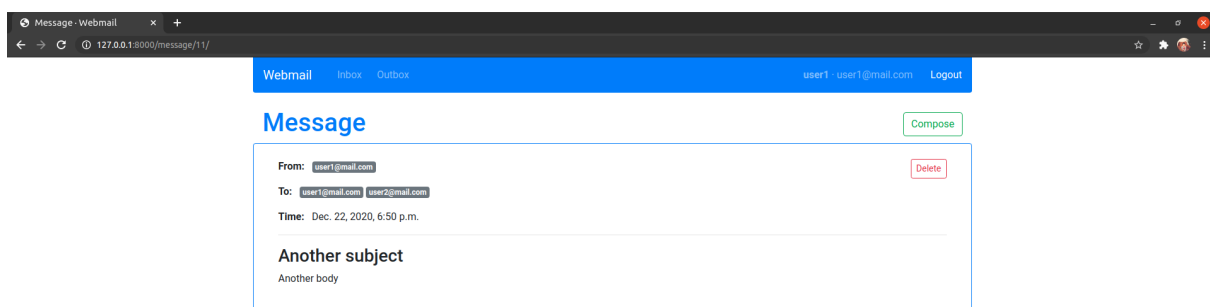 Message · Webmail
127.0.0.1:8000/message/11/
Webmail Inbox Outbox user1 · user1@mail.com Logout
Message Compose
From: user1@mail.com Delete
To: user1@mail.com user2@mail.com
Time: Dec. 22, 2020, 6:50 p.m.
Another subject
Another body